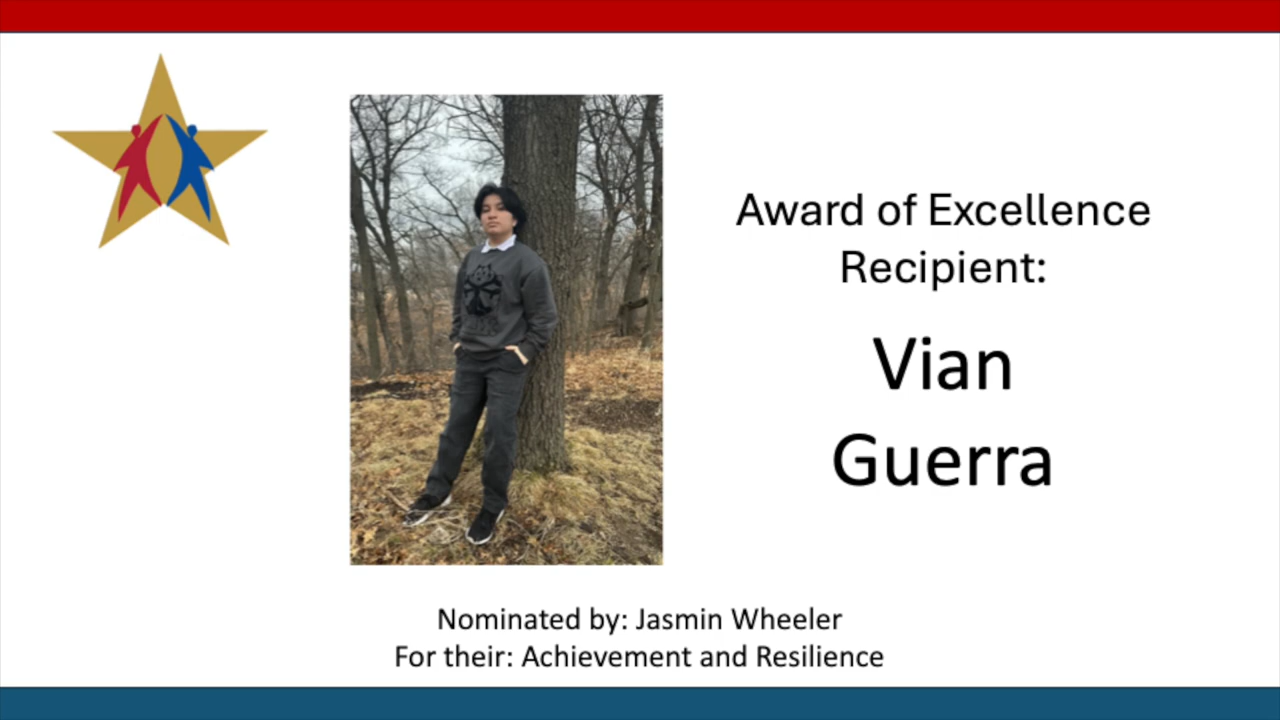 Award of Excellence
Recipient:
Vian
Guerra
Nominated by: Jasmin Wheeler
For their: Achievement and Resilience